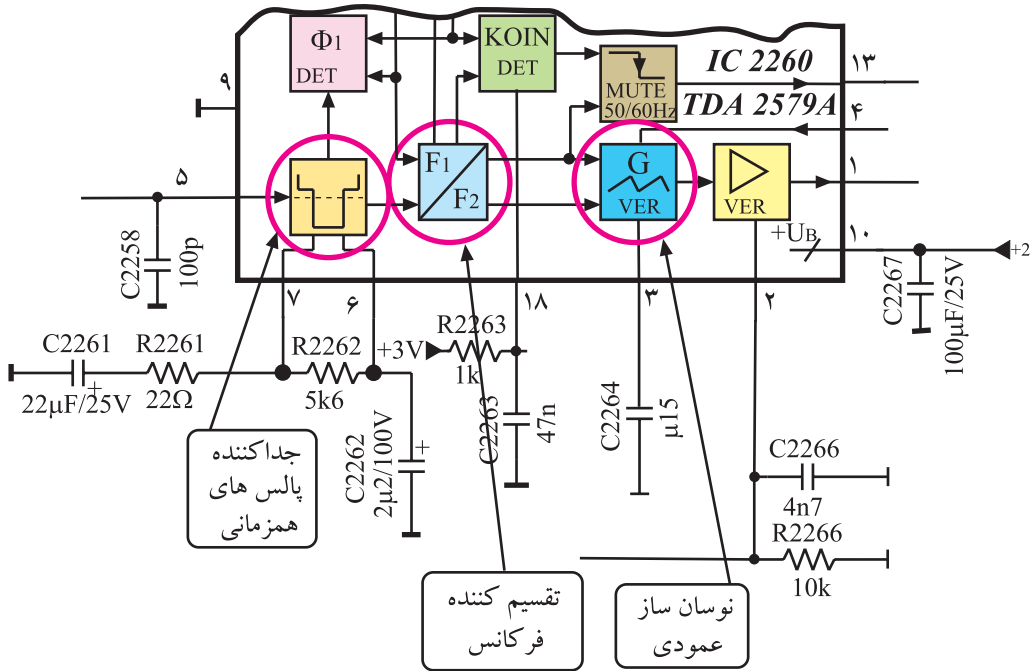 Φ1
DET
KOIN
DET
MUTE
50/60Hz
IC 2260
TDA 2579A
۱۳
۴
۹
۵
F1
F2
G
VER
VER
۱
+UB
۱۰
+2
C2258
100p
۷
۶
۱۸
۳
۲
C2267
100µF/25V
C2261
22µF/25V
R2261
22Ω
R2262
5k6
+3V
R2263
1k
C2262
2µ2/100V
+
+
C2263
47n
C2264
µ15
C2266
4n7
R2266
10k
جداکننده
پالس های
همزمانی
تقسیم کننده
فرکانس
نوسان ساز
عمودی